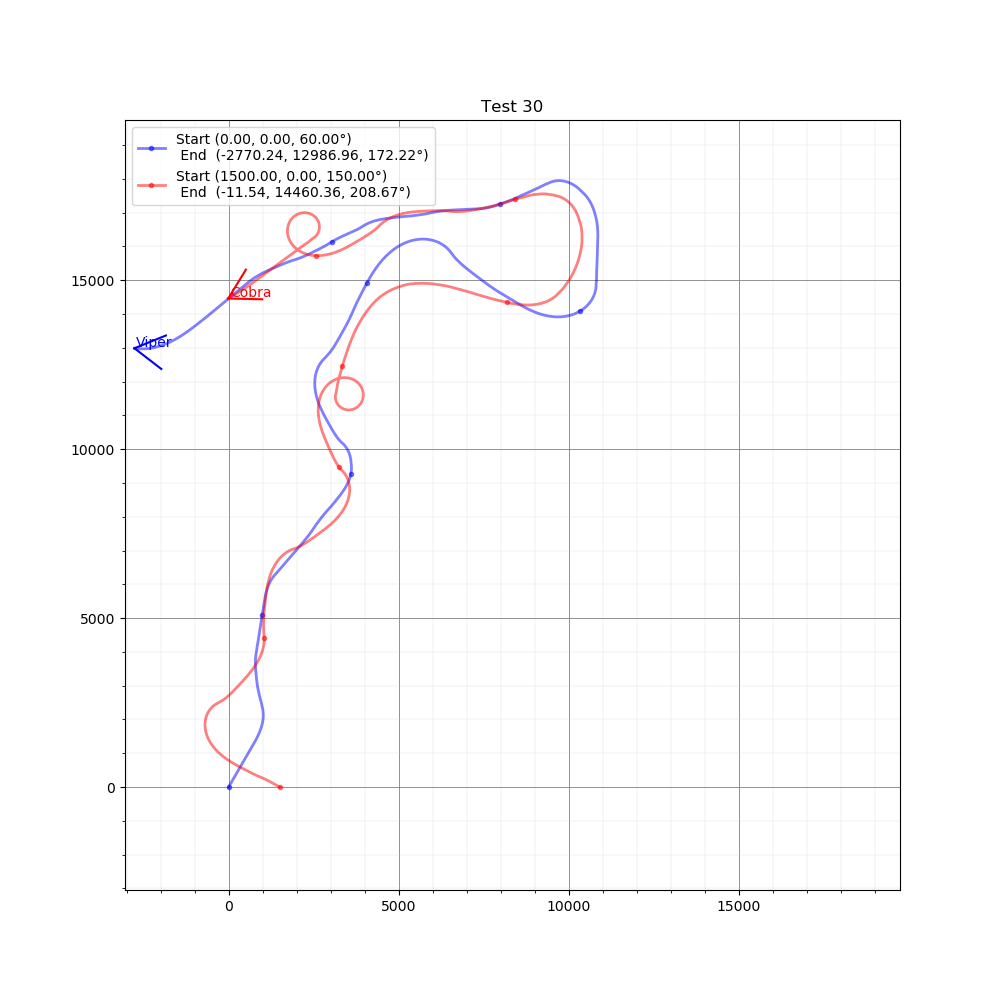 Test 30
Start (0.00, 0.00, 60.00°)
End (-2770.24, 12986.96, 172.22°)
Start (1500.00, 0.00, 150.00°)
End (-11.54, 14460.36, 208.67°)
15000
Cobra
Viper
10000
5000
0
0 5000 10000 15000